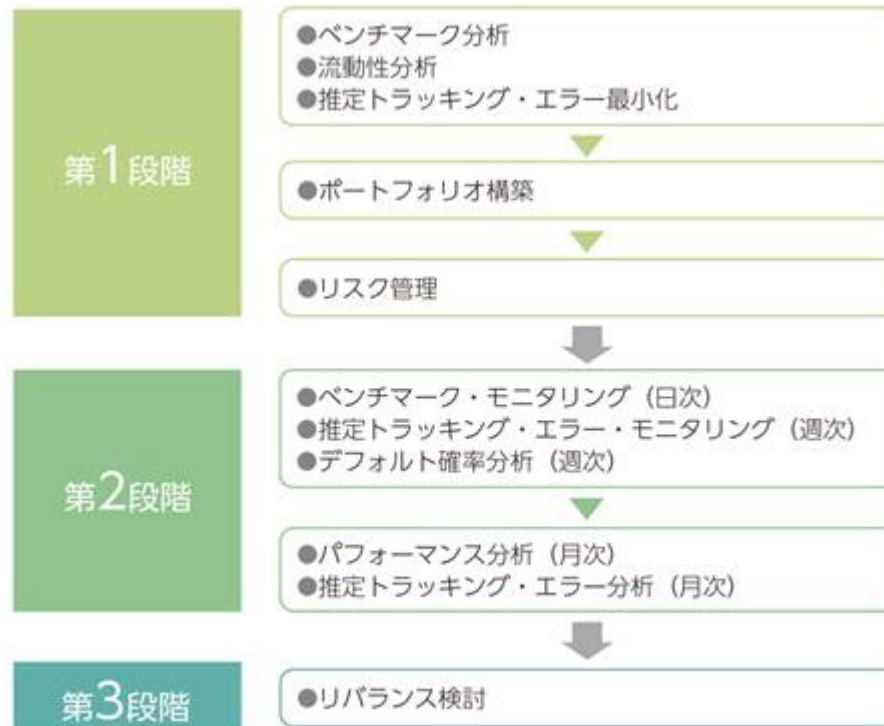 第1段階
●ベンチマーク分析
●流動性分析
●推定トラッキング・エラー最小化
●ポートフォリオ構築
●リスク管理
第2段階
●ベンチマーク・モニタリング（日次）
●推定トラッキング・エラー・モニタリング（週次）
●デフォルト確率分析（週次）
●パフォーマンス分析（月次）
●推定トラッキング・エラー分析（月次）
第3段階
●リバランス検討